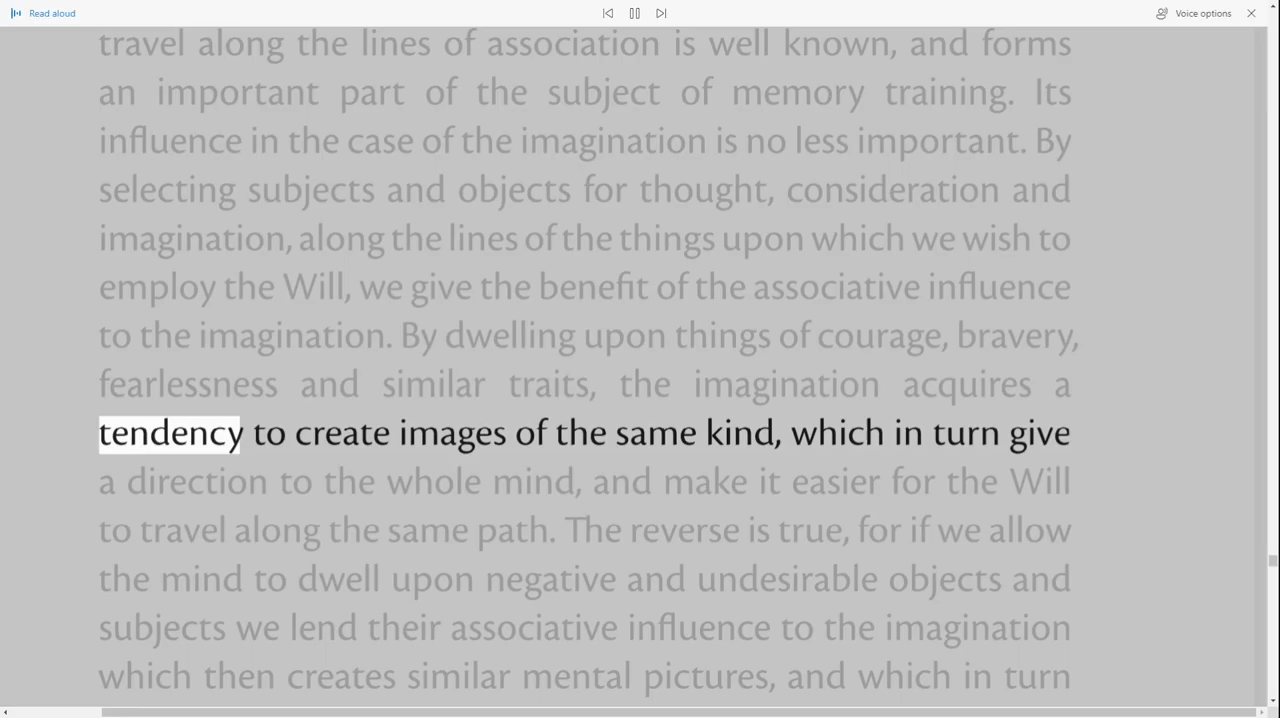 Read aloud
Voice options
travel along the lines of association is well known, and forms
an important part of the subject of memory training. Its
influence in the case of the imagination is no less important. By
selecting subjects and objects for thought, consideration and
imagination, along the lines of the things upon which we wish to
employ the Will, we give the benefit of the associative influence
to the imagination. By dwelling upon things of courage, bravery,
fearlessness and similar traits, the imagination acquires a
tendency to create images of the same kind, which in turn give
a direction to the whole mind, and make it easier for the Will
to travel along the same path. The reverse is true, for if we allow
the mind to dwell upon negative and undesirable objects and
subjects we lend their associative influence to the imagination
which then creates similar mental pictures, and which in turn